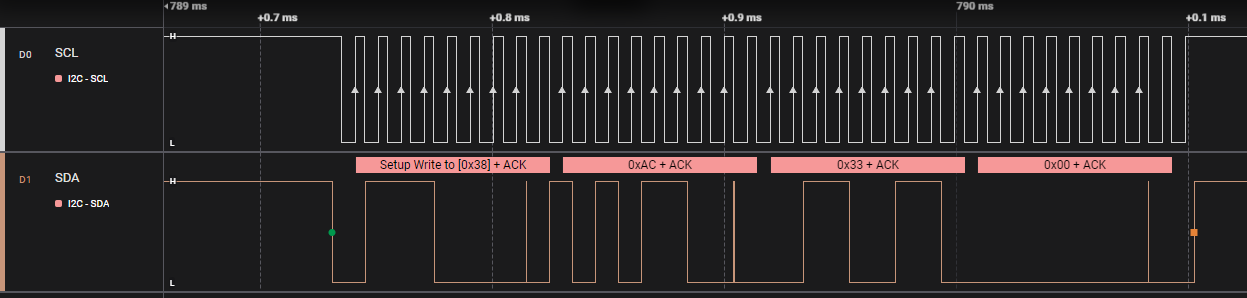 789 ms
790 ms
+0.7 ms
+0.8 ms
+0.9 ms
+0.1 ms
D0
SCL
I2C - SCL
H
L
Setup Write to [0x38] + ACK
0xAC + ACK
0x33 + ACK
0x00 + ACK
D1
SDA
I2C - SDA
H
L